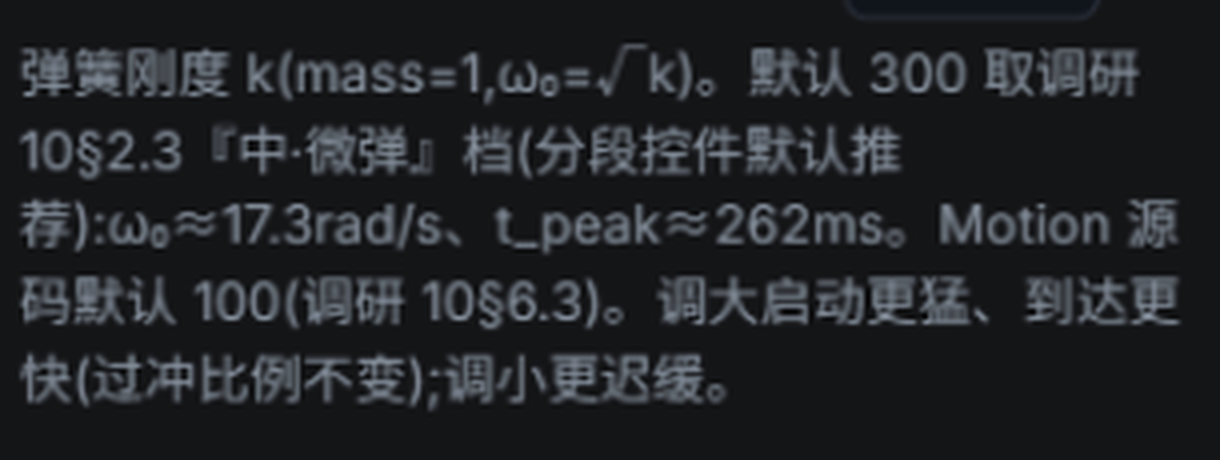 弹簧刚度 k(mass=1,ω₀=√k)。默认 300 取调研
10§2.3『中·微弹』档(分段控件默认推
荐):ω₀≈17.3rad/s、t_peak≈262ms。Motion 源
码默认 100(调研 10§6.3)。调大启动更猛、到达更
快(过冲比例不变);调小更迟缓。